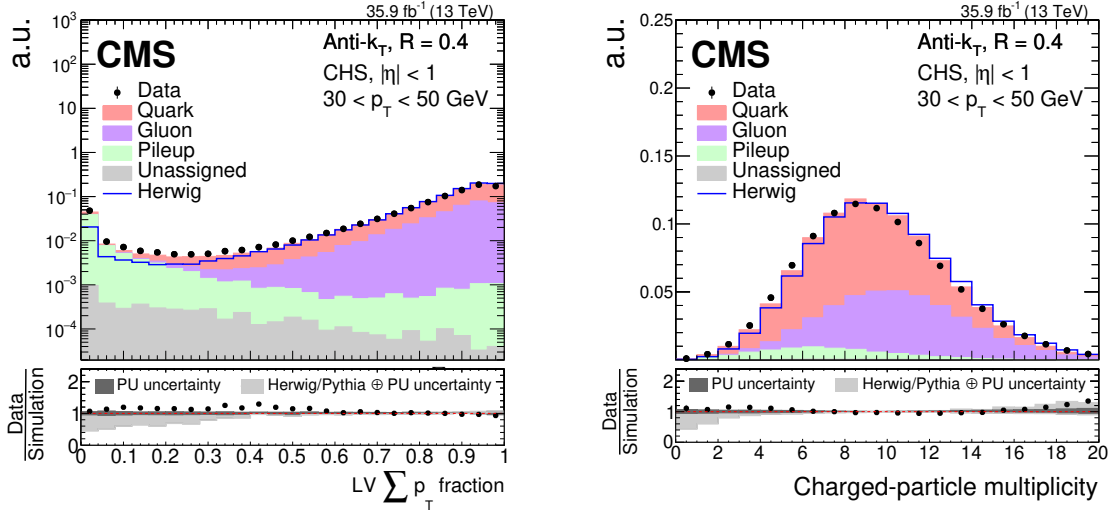 35.9 fb⁻¹ (13 TeV)
a.u.
CMS
Anti-k_T, R = 0.4
CHS, |η| < 1
30 < p_T < 50 GeV
Data
Quark
Gluon
Pileup
Unassigned
Herwig
10³
10²
10
1
10⁻¹
10⁻²
10⁻³
10⁻⁴
PU uncertainty
Herwig/Pythia ⊕ PU uncertainty
Data
Simulation
2
1
0
0 0.1 0.2 0.3 0.4 0.5 0.6 0.7 0.8 0.9 1
LV ∑ p_T fraction
35.9 fb⁻¹ (13 TeV)
a.u.
CMS
Anti-k_T, R = 0.4
CHS, |η| < 1
30 < p_T < 50 GeV
Data
Quark
Gluon
Pileup
Unassigned
Herwig
0.25
0.2
0.15
0.1
0.05
PU uncertainty
Herwig/Pythia ⊕ PU uncertainty
Data
Simulation
2
1
0
0 2 4 6 8 10 12 14 16 18 20
Charged-particle multiplicity